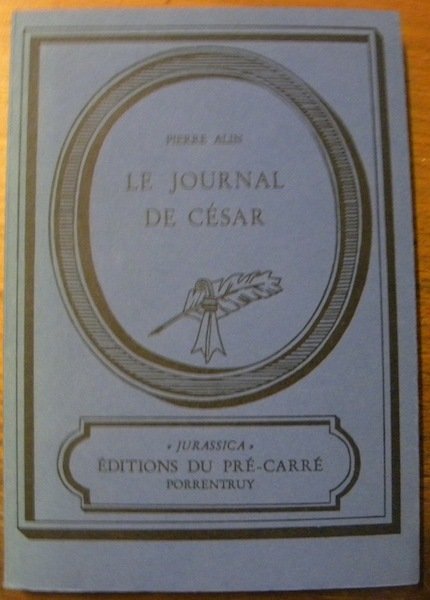 PIERRE ALIN
LE JOURNAL
DE CÉSAR
« JURASSICA »
ÉDITIONS DU PRÉ-CARRÉ
PORRENTRUY